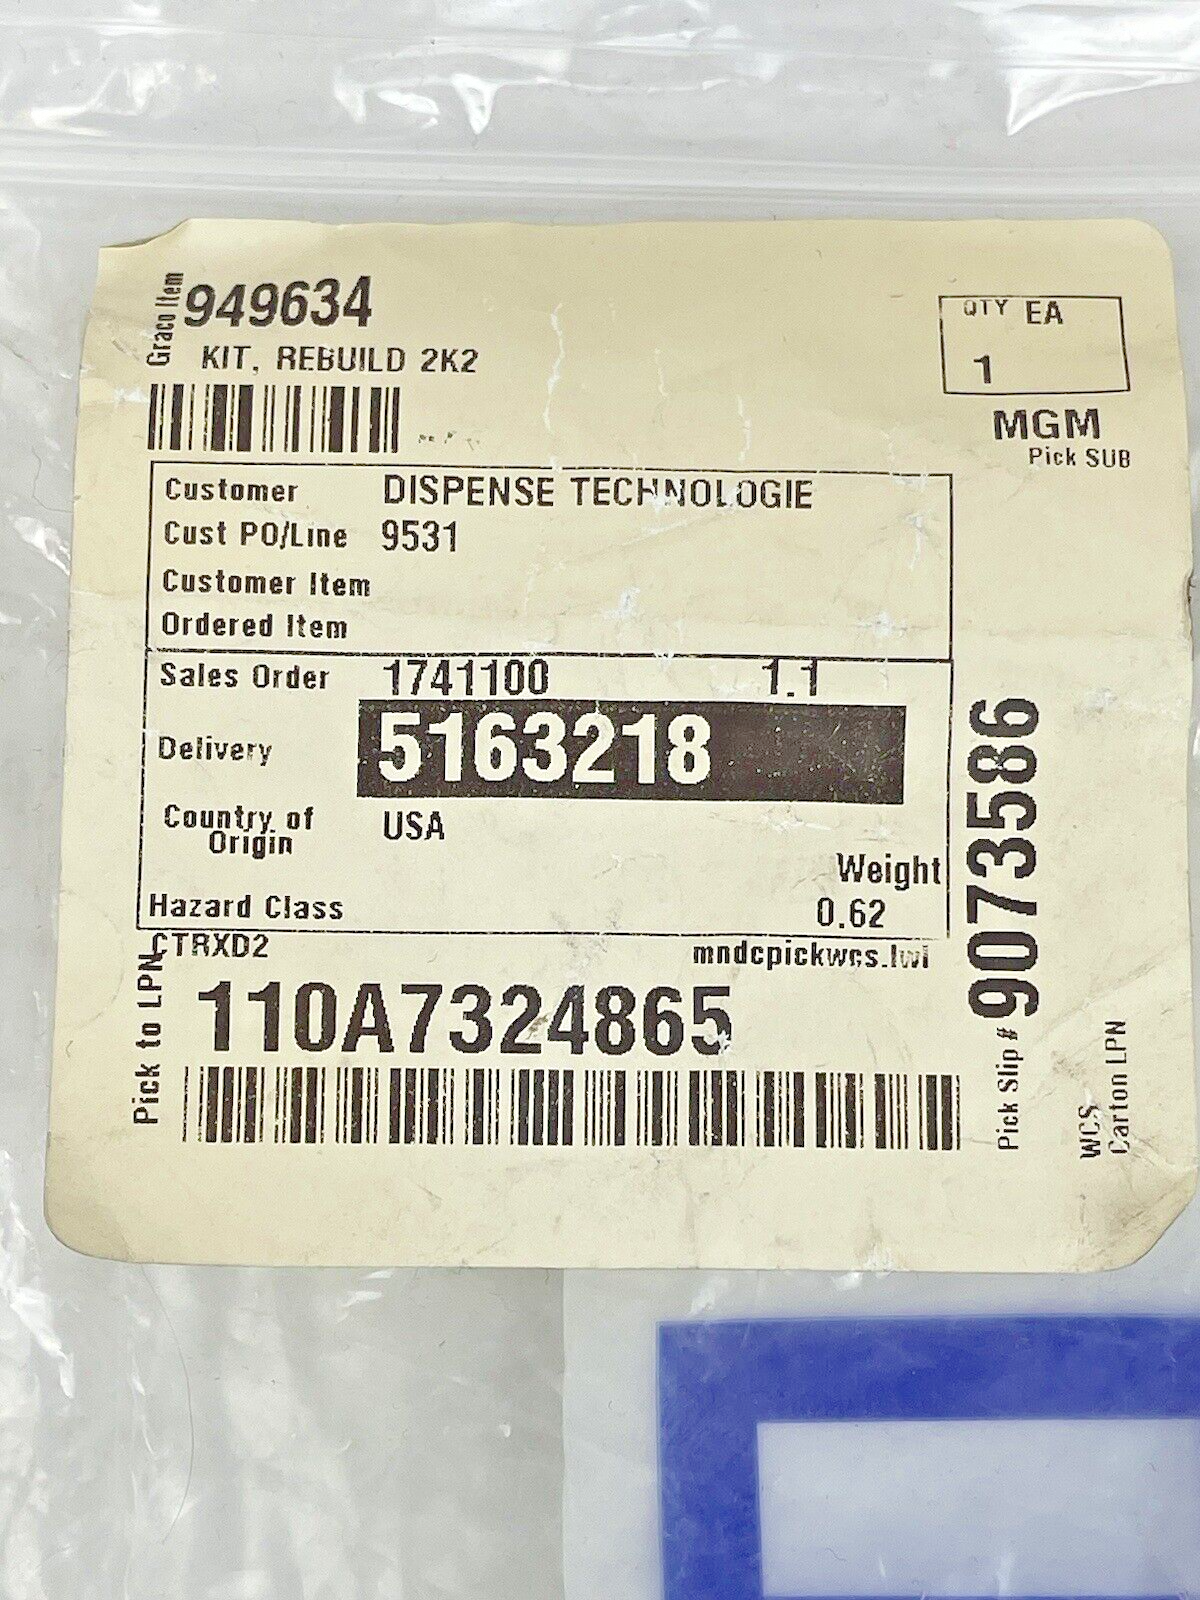 Graco Item 949634
KIT, REBUILD 2K2
QTY EA
1
MGM
Pick SUB
Customer DISPENSE TECHNOLOGIE
Cust PO/Line 9531
Customer Item
Ordered Item
Sales Order 1741100 1.1
Delivery 5163218
Country of Origin USA
Weight
Hazard Class 0.62
CTRXD2 mndcpickwcs.lwl
Pick to LPN 110A7324865
Pick Slip # 9073586
WCS
Carton LPN